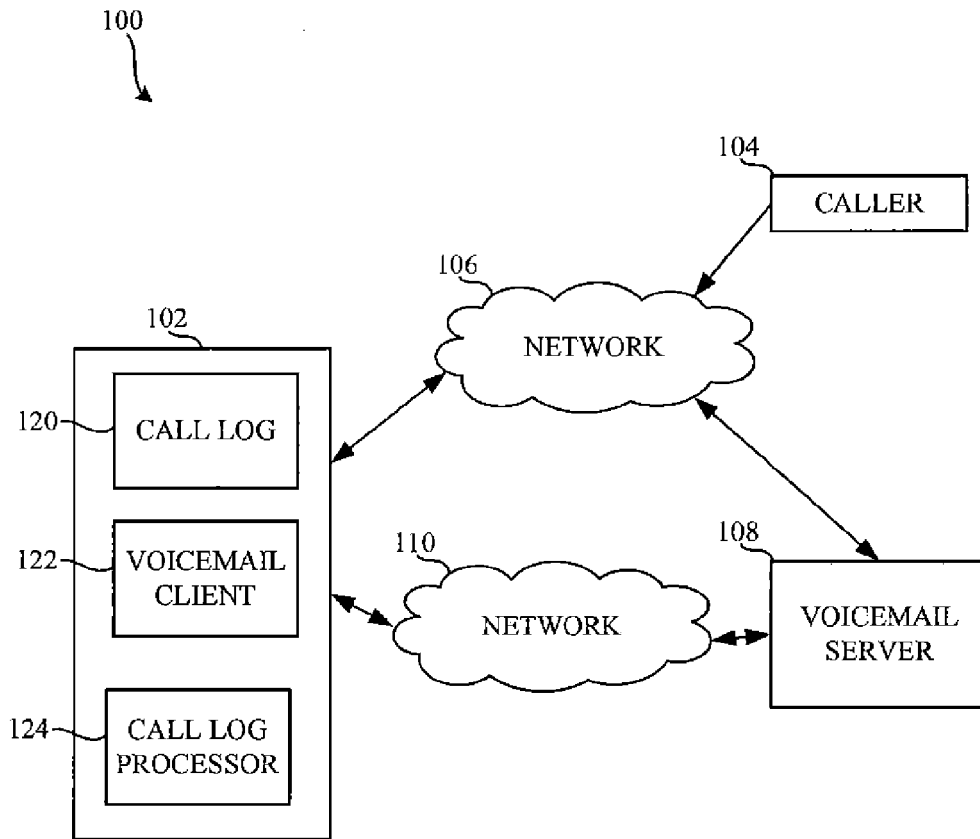 100
104
CALLER
106
NETWORK
102
120
CALL LOG
122
VOICEMAIL
CLIENT
110
NETWORK
108
VOICEMAIL
SERVER
124
CALL LOG
PROCESSOR